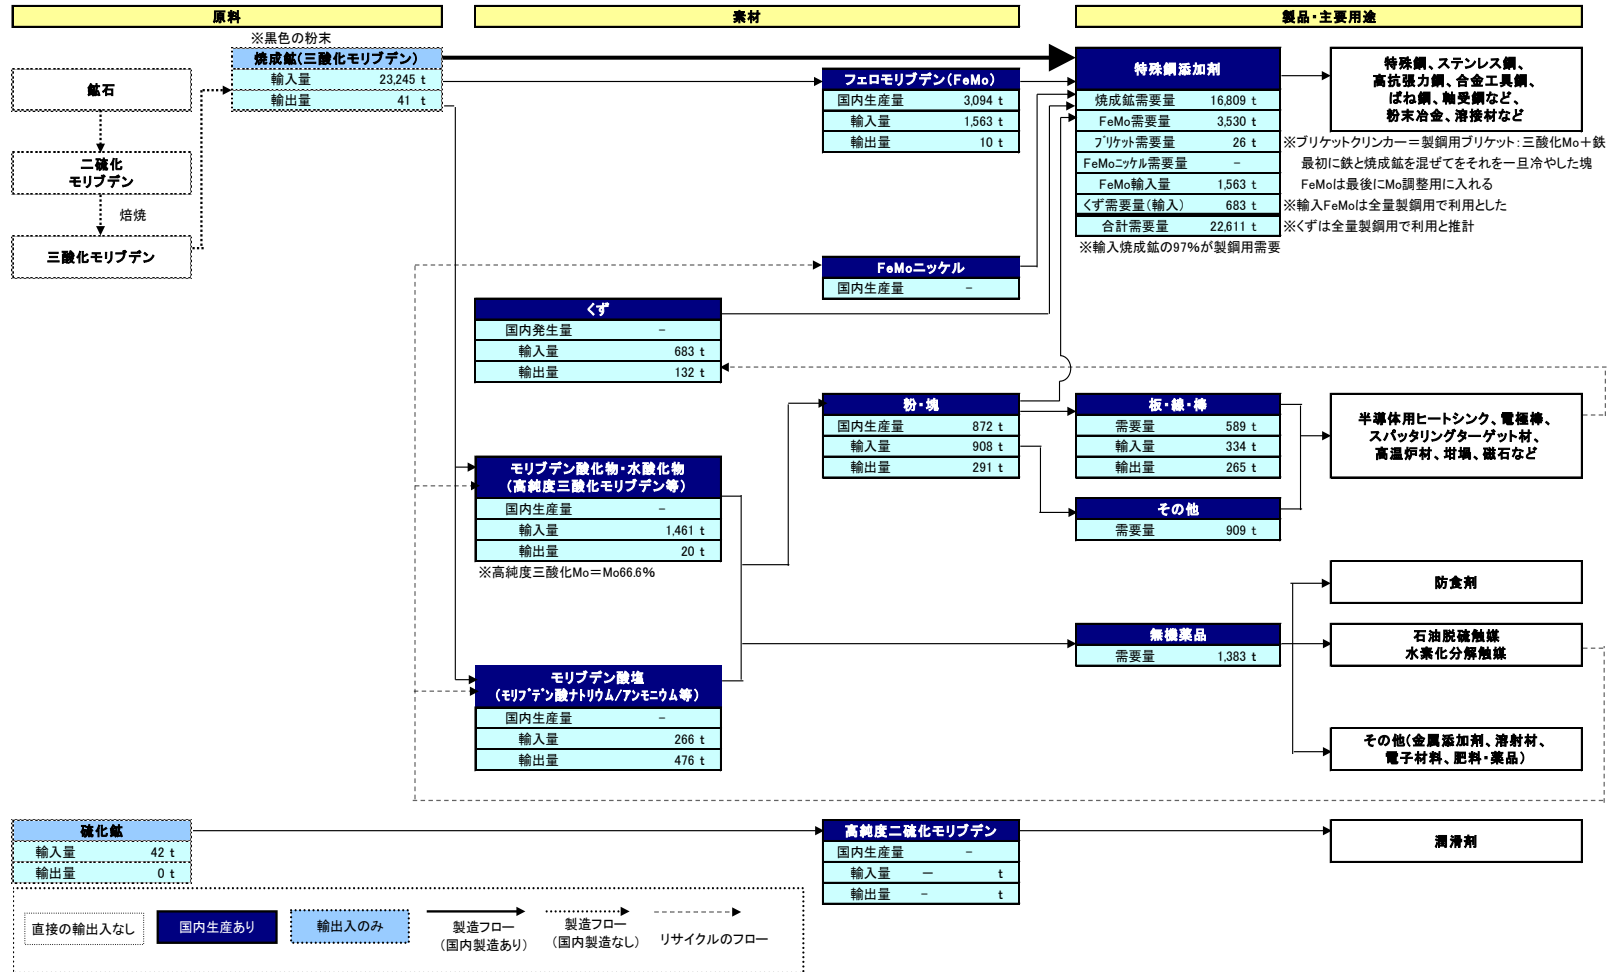 原料
素材
製品・主要用途
※黒色の粉末
焼成鉱(三酸化モリブデン)
輸入量 23,245 t
輸出量 41 t
鉱石
二硫化
モリブデン
焙焼
三酸化モリブデン
フェロモリブデン(FeMo)
国内生産量 3,094 t
輸入量 1,563 t
輸出量 10 t
特殊鋼添加剤
焼成鉱需要量 16,809 t
FeMo需要量 3,530 t
ブリケット需要量 26 t
FeMoニッケル需要量 -
FeMo輸入量 1,563 t
くず需要量(輸入) 683 t
合計需要量 22,611 t
※輸入焼成鉱の97%が製鋼用需要
特殊鋼、ステンレス鋼、
高抗張力鋼、合金工具鋼、
ばね鋼、軸受鋼など、
粉末冶金、溶接材など
※ブリケットクリンカー=製鋼用ブリケット:三酸化Mo+鉄
最初に鉄と焼成鉱を混ぜてをそれを一旦冷やした塊
FeMoは最後にMo調整用に入れる
※輸入FeMoは全量製鋼用で利用とした
※くずは全量製鋼用で利用と推計
FeMoニッケル
国内生産量 -
くず
国内発生量 -
輸入量 683 t
輸出量 132 t
粉・塊
国内生産量 872 t
輸入量 908 t
輸出量 291 t
板・線・棒
需要量 589 t
輸入量 334 t
輸出量 265 t
半導体用ヒートシンク、電極棒、
スパッタリングターゲット材、
高温炉材、坩堝、磁石など
その他
需要量 909 t
モリブデン酸化物・水酸化物
(高純度三酸化モリブデン等)
国内生産量 -
輸入量 1,461 t
輸出量 20 t
※高純度三酸化Mo=Mo66.6%
防食剤
無機薬品
需要量 1,383 t
石油脱硫触媒
水素化分解触媒
モリブデン酸塩
(モリブデン酸ナトリウム/アンモニウム等)
国内生産量 -
輸入量 266 t
輸出量 476 t
その他(金属添加剤、溶射材、
電子材料、肥料・薬品)
硫化鉱
輸入量 42 t
輸出量 0 t
高純度二硫化モリブデン
国内生産量 -
輸入量 - t
輸出量 - t
潤滑剤
直接の輸出入なし
国内生産あり
輸出入のみ
製造フロー
(国内製造あり)
製造フロー
(国内製造なし)
リサイクルのフロー